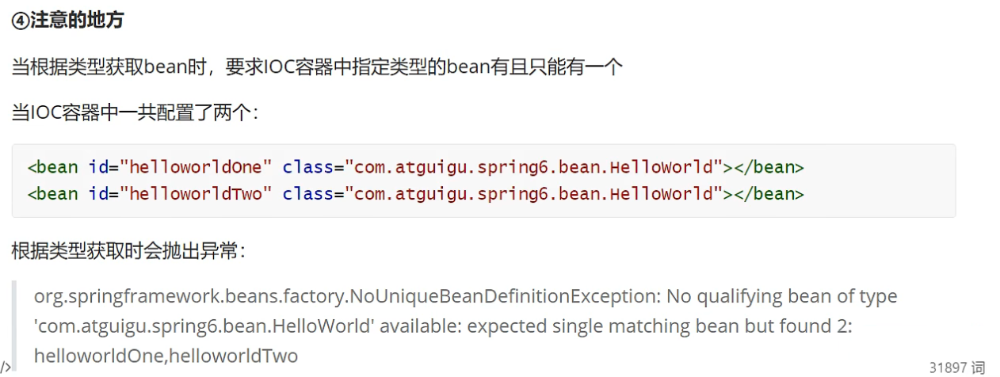 ④注意的地方
当根据类型获取bean时，要求IOC容器中指定类型的bean有且只能有一个
当IOC容器中一共配置了两个：
<bean id="helloworldOne" class="com.atguigu.spring6.bean.HelloWorld"></bean>
<bean id="helloworldTwo" class="com.atguigu.spring6.bean.HelloWorld"></bean>
根据类型获取时会抛出异常：
org.springframework.beans.factory.NoUniqueBeanDefinitionException: No qualifying bean of type
'com.atguigu.spring6.bean.HelloWorld' available: expected single matching bean but found 2:
helloworldOne,helloworldTwo
/>
31897 词